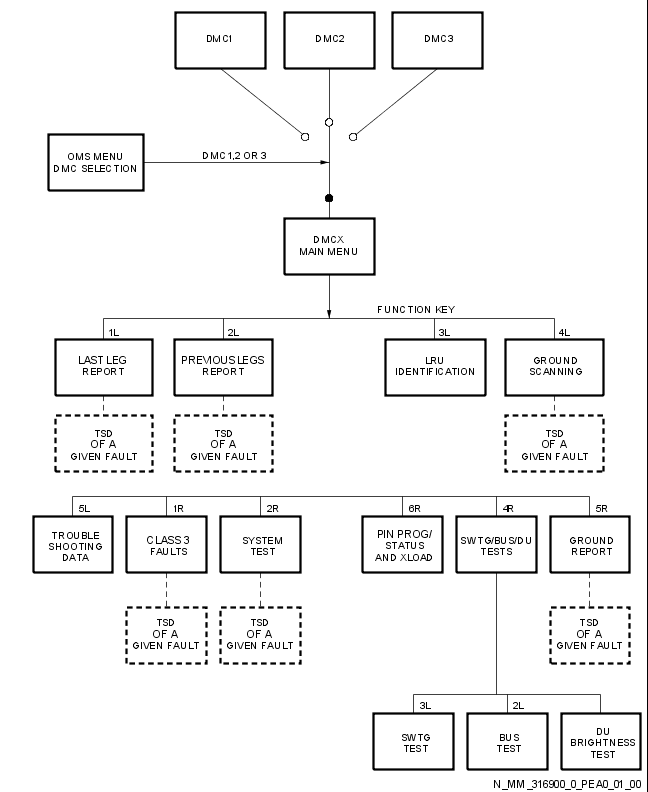 DMC1
DMC2
DMC3
OMS MENU
DMC SELECTION
DMC 1,2 OR 3
DMCX
MAIN MENU
FUNCTION KEY
1L
2L
3L
4L
LAST LEG
REPORT
PREVIOUS LEGS
REPORT
LRU
IDENTIFICATION
GROUND
SCANNING
TSD
OF A
GIVEN FAULT
TSD
OF A
GIVEN FAULT
TSD
OF A
GIVEN FAULT
5L
1R
2R
6R
4R
5R
TROUBLE
SHOOTING
DATA
CLASS 3
FAULTS
SYSTEM
TEST
PIN PROG/
STATUS
AND XLOAD
SWTG/BUS/DU
TESTS
GROUND
REPORT
TSD
OF A
GIVEN FAULT
TSD
OF A
GIVEN FAULT
TSD
OF A
GIVEN FAULT
3L
2L
SWTG
TEST
BUS
TEST
DU
BRIGHTNESS
TEST
N_MM_316900_0_PEA0_01_00